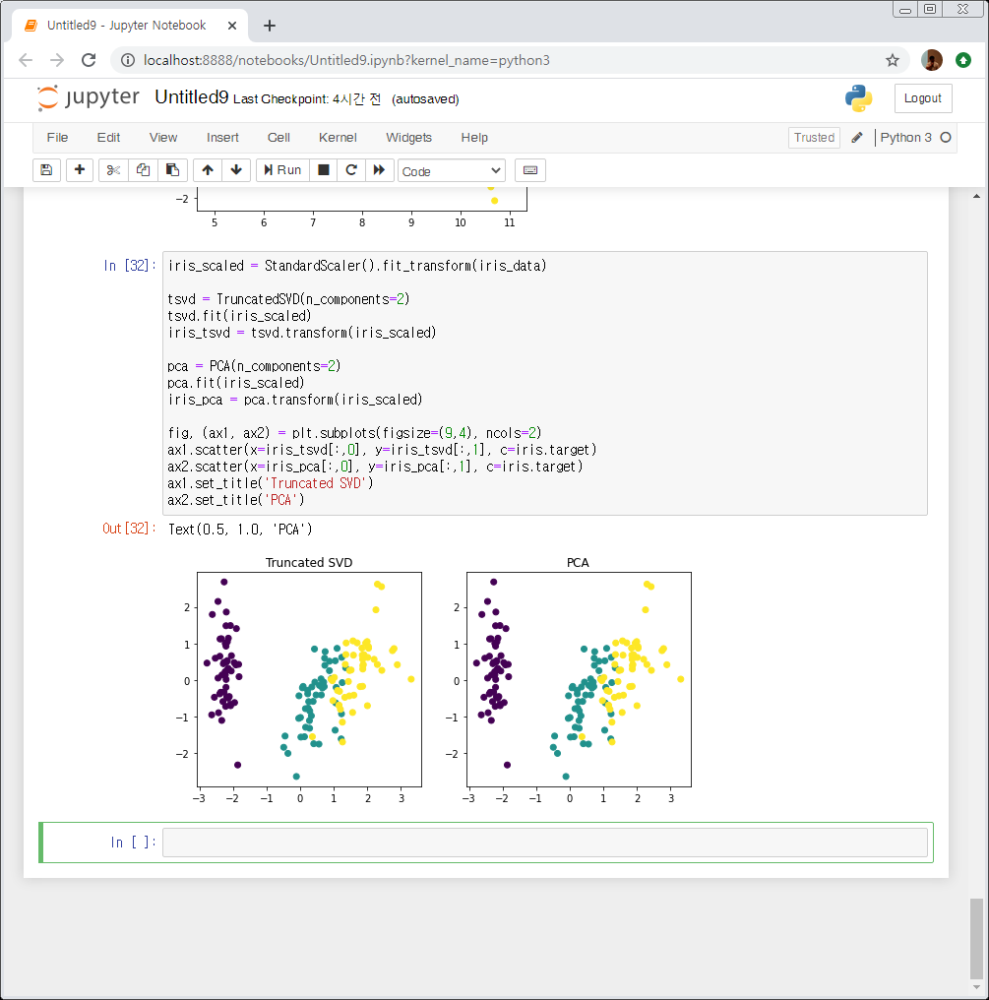 Untitled9 - Jupyter Notebook
localhost:8888/notebooks/Untitled9.ipynb?kernel_name=python3
jupyter Untitled9 Last Checkpoint: 4시간 전 (autosaved)
Logout
File Edit View Insert Cell Kernel Widgets Help Trusted Python 3
Run Code
−2
5 6 7 8 9 10 11
In [32]: iris_scaled = StandardScaler().fit_transform(iris_data)
tsvd = TruncatedSVD(n_components=2)
tsvd.fit(iris_scaled)
iris_tsvd = tsvd.transform(iris_scaled)
pca = PCA(n_components=2)
pca.fit(iris_scaled)
iris_pca = pca.transform(iris_scaled)
fig, (ax1, ax2) = plt.subplots(figsize=(9,4), ncols=2)
ax1.scatter(x=iris_tsvd[:,0], y=iris_tsvd[:,1], c=iris.target)
ax2.scatter(x=iris_pca[:,0], y=iris_pca[:,1], c=iris.target)
ax1.set_title('Truncated SVD')
ax2.set_title('PCA')
Out[32]: Text(0.5, 1.0, 'PCA')
Truncated SVD PCA
2 2
1 1
0 0
−1 −1
−2 −2
−3 −2 −1 0 1 2 3 −3 −2 −1 0 1 2 3
In [ ]: